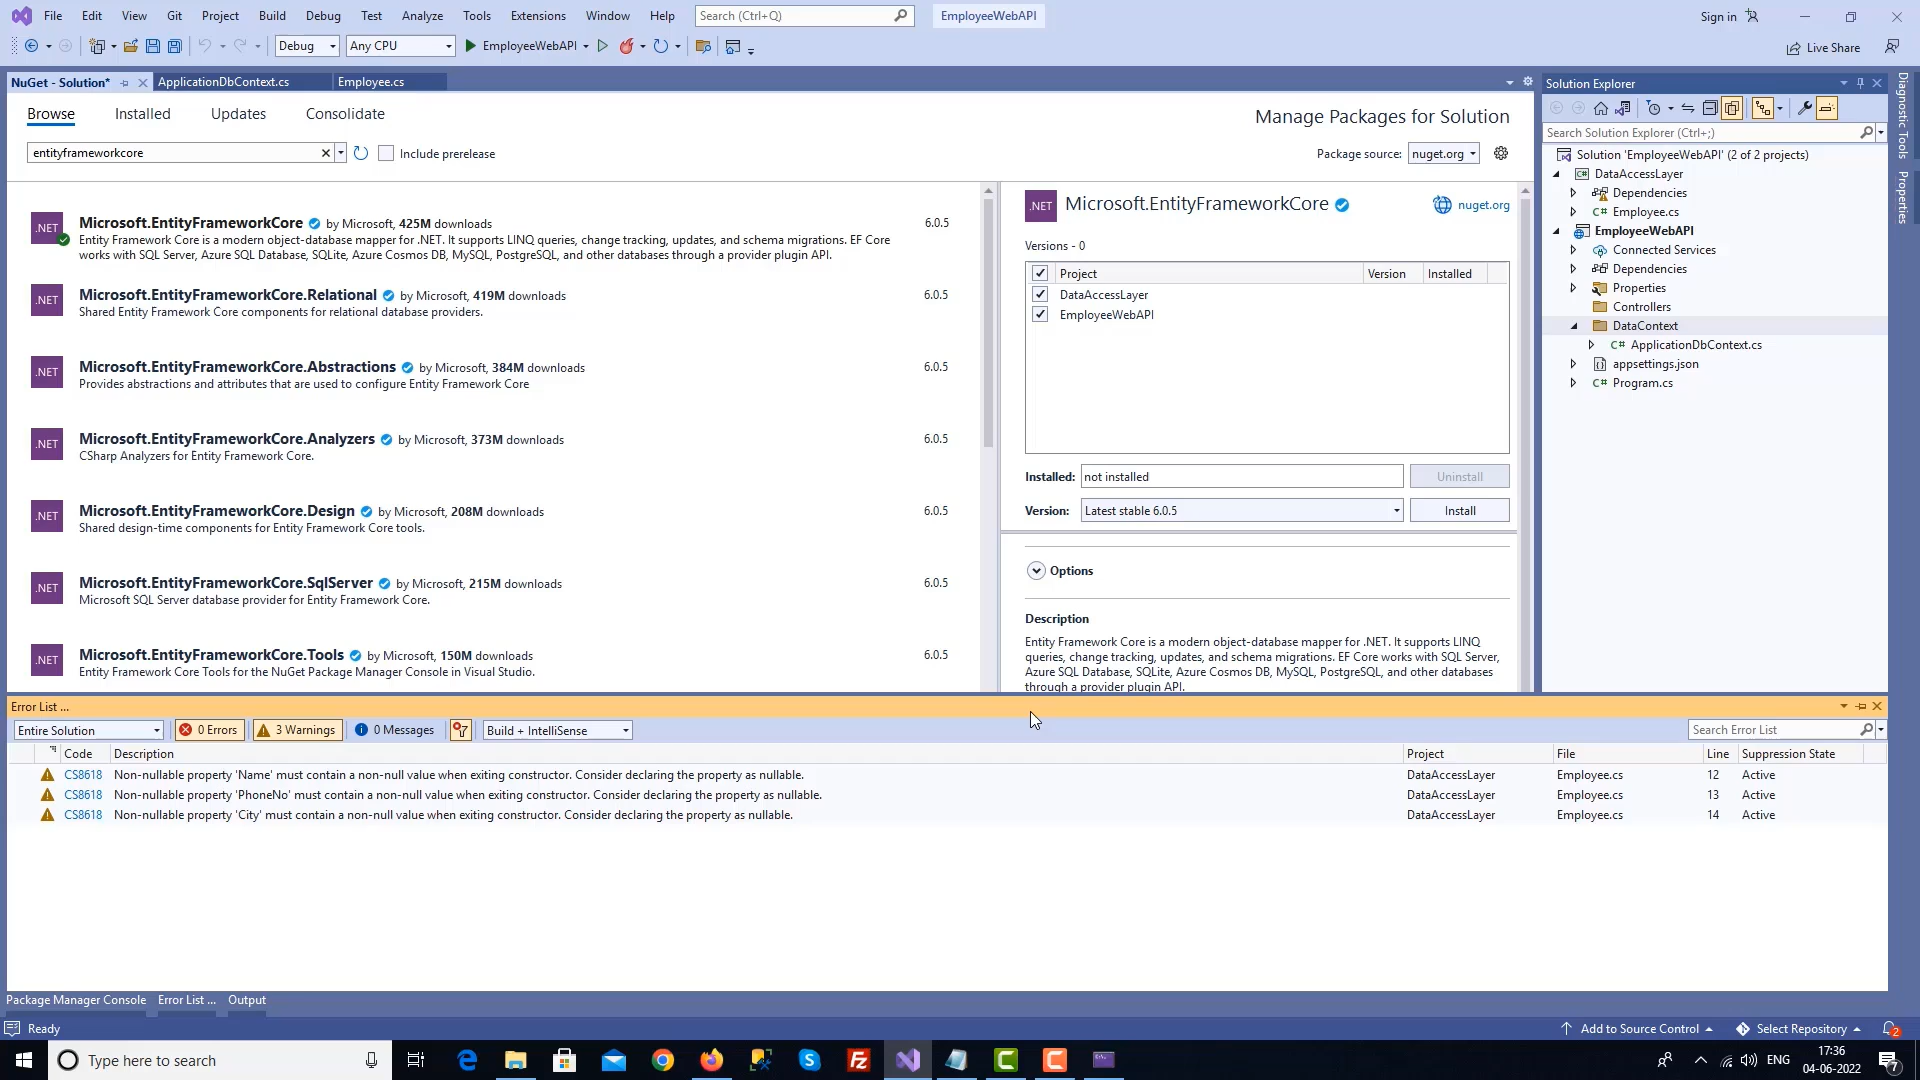 File Edit View Git Project Build Debug Test Analyze Tools Extensions Window Help Search (Ctrl+Q) EmployeeWebAPI Sign in
Debug Any CPU EmployeeWebAPI Live Share
NuGet - Solution* ApplicationDbContext.cs Employee.cs
Browse Installed Updates Consolidate Manage Packages for Solution
entityframeworkcore Include prerelease Package source: nuget.org
.NET Microsoft.EntityFrameworkCore by Microsoft, 425M downloads 6.0.5
Entity Framework Core is a modern object-database mapper for .NET. It supports LINQ queries, change tracking, updates, and schema migrations. EF Core
works with SQL Server, Azure SQL Database, SQLite, Azure Cosmos DB, MySQL, PostgreSQL, and other databases through a provider plugin API.
.NET Microsoft.EntityFrameworkCore.Relational by Microsoft, 419M downloads 6.0.5
Shared Entity Framework Core components for relational database providers.
.NET Microsoft.EntityFrameworkCore.Abstractions by Microsoft, 384M downloads 6.0.5
Provides abstractions and attributes that are used to configure Entity Framework Core
.NET Microsoft.EntityFrameworkCore.Analyzers by Microsoft, 373M downloads 6.0.5
CSharp Analyzers for Entity Framework Core.
.NET Microsoft.EntityFrameworkCore.Design by Microsoft, 208M downloads 6.0.5
Shared design-time components for Entity Framework Core tools.
.NET Microsoft.EntityFrameworkCore.SqlServer by Microsoft, 215M downloads 6.0.5
Microsoft SQL Server database provider for Entity Framework Core.
.NET Microsoft.EntityFrameworkCore.Tools by Microsoft, 150M downloads 6.0.5
Entity Framework Core Tools for the NuGet Package Manager Console in Visual Studio.
.NET Microsoft.EntityFrameworkCore nuget.org
Versions - 0
Project Version Installed
DataAccessLayer
EmployeeWebAPI
Installed: not installed Uninstall
Version: Latest stable 6.0.5 Install
Options
Description
Entity Framework Core is a modern object-database mapper for .NET. It supports LINQ
queries, change tracking, updates, and schema migrations. EF Core works with SQL Server,
Azure SQL Database, SQLite, Azure Cosmos DB, MySQL, PostgreSQL, and other databases
through a provider plugin API.
Solution Explorer
Search Solution Explorer (Ctrl+;)
Solution 'EmployeeWebAPI' (2 of 2 projects)
C# DataAccessLayer
Dependencies
C# Employee.cs
EmployeeWebAPI
Connected Services
Dependencies
Properties
Controllers
DataContext
C# ApplicationDbContext.cs
appsettings.json
C# Program.cs
Diagnostic Tools
Properties
Error List ...
Entire Solution 0 Errors 3 Warnings 0 Messages Build + IntelliSense Search Error List
Code Description Project File Line Suppression State
CS8618 Non-nullable property 'Name' must contain a non-null value when exiting constructor. Consider declaring the property as nullable. DataAccessLayer Employee.cs 12 Active
CS8618 Non-nullable property 'PhoneNo' must contain a non-null value when exiting constructor. Consider declaring the property as nullable. DataAccessLayer Employee.cs 13 Active
CS8618 Non-nullable property 'City' must contain a non-null value when exiting constructor. Consider declaring the property as nullable. DataAccessLayer Employee.cs 14 Active
Package Manager Console Error List ... Output
Ready Add to Source Control Select Repository 2
Type here to search ENG 17:36
04-06-2022 7